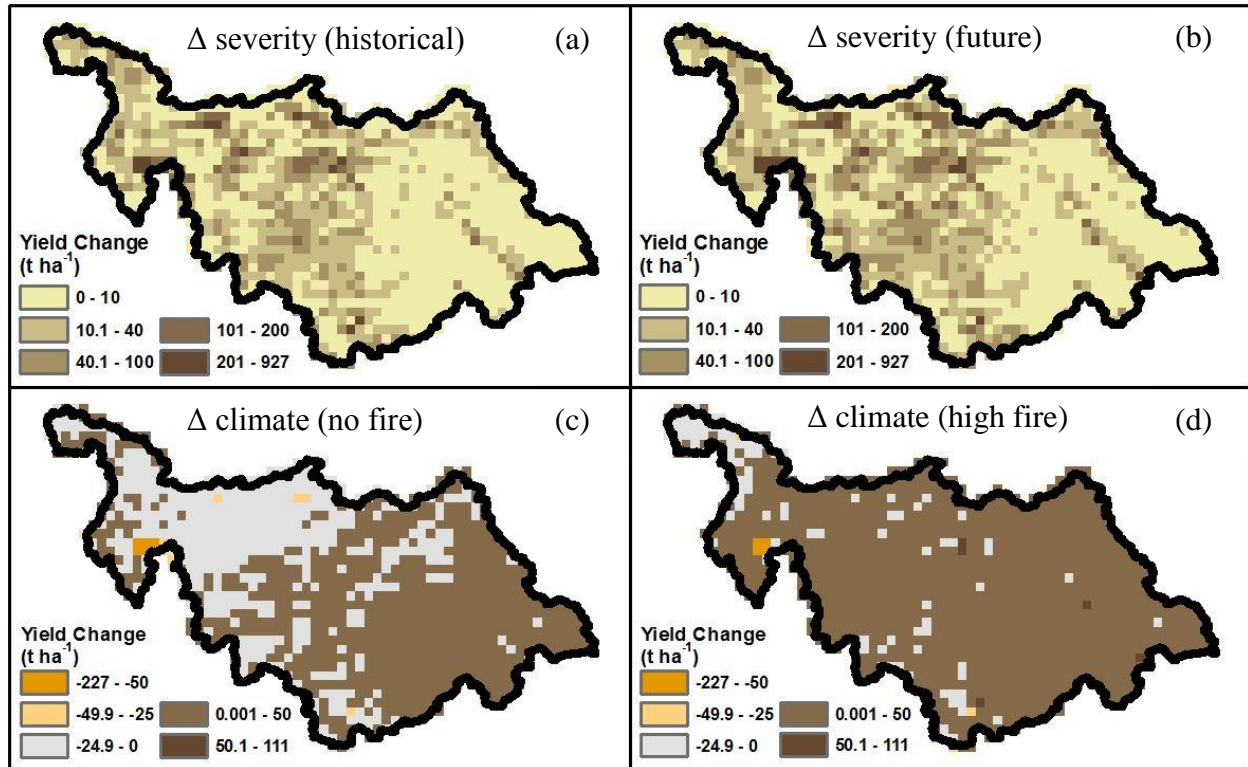 Δ severity (historical) (a)
Yield Change
(t ha⁻¹)
0 - 10
10.1 - 40
101 - 200
40.1 - 100
201 - 927
Δ severity (future) (b)
Yield Change
(t ha⁻¹)
0 - 10
10.1 - 40
101 - 200
40.1 - 100
201 - 927
Δ climate (no fire) (c)
Yield Change
(t ha⁻¹)
-227 - -50
-49.9 - -25
0.001 - 50
-24.9 - 0
50.1 - 111
Δ climate (high fire) (d)
Yield Change
(t ha⁻¹)
-227 - -50
-49.9 - -25
0.001 - 50
-24.9 - 0
50.1 - 111